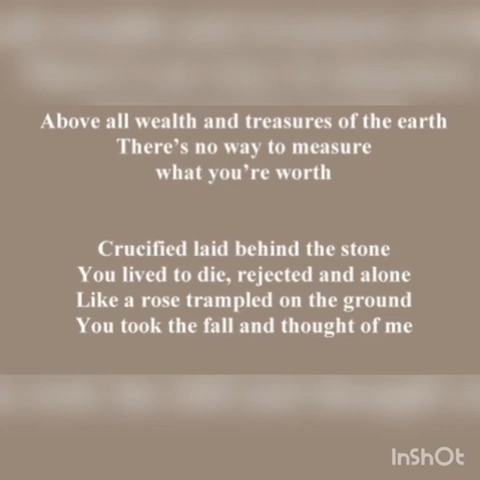 Above all wealth and treasures of the earth
There's no way to measure
what you're worth
Crucified laid behind the stone
You lived to die, rejected and alone
Like a rose trampled on the ground
You took the fall and thought of me
InShOt